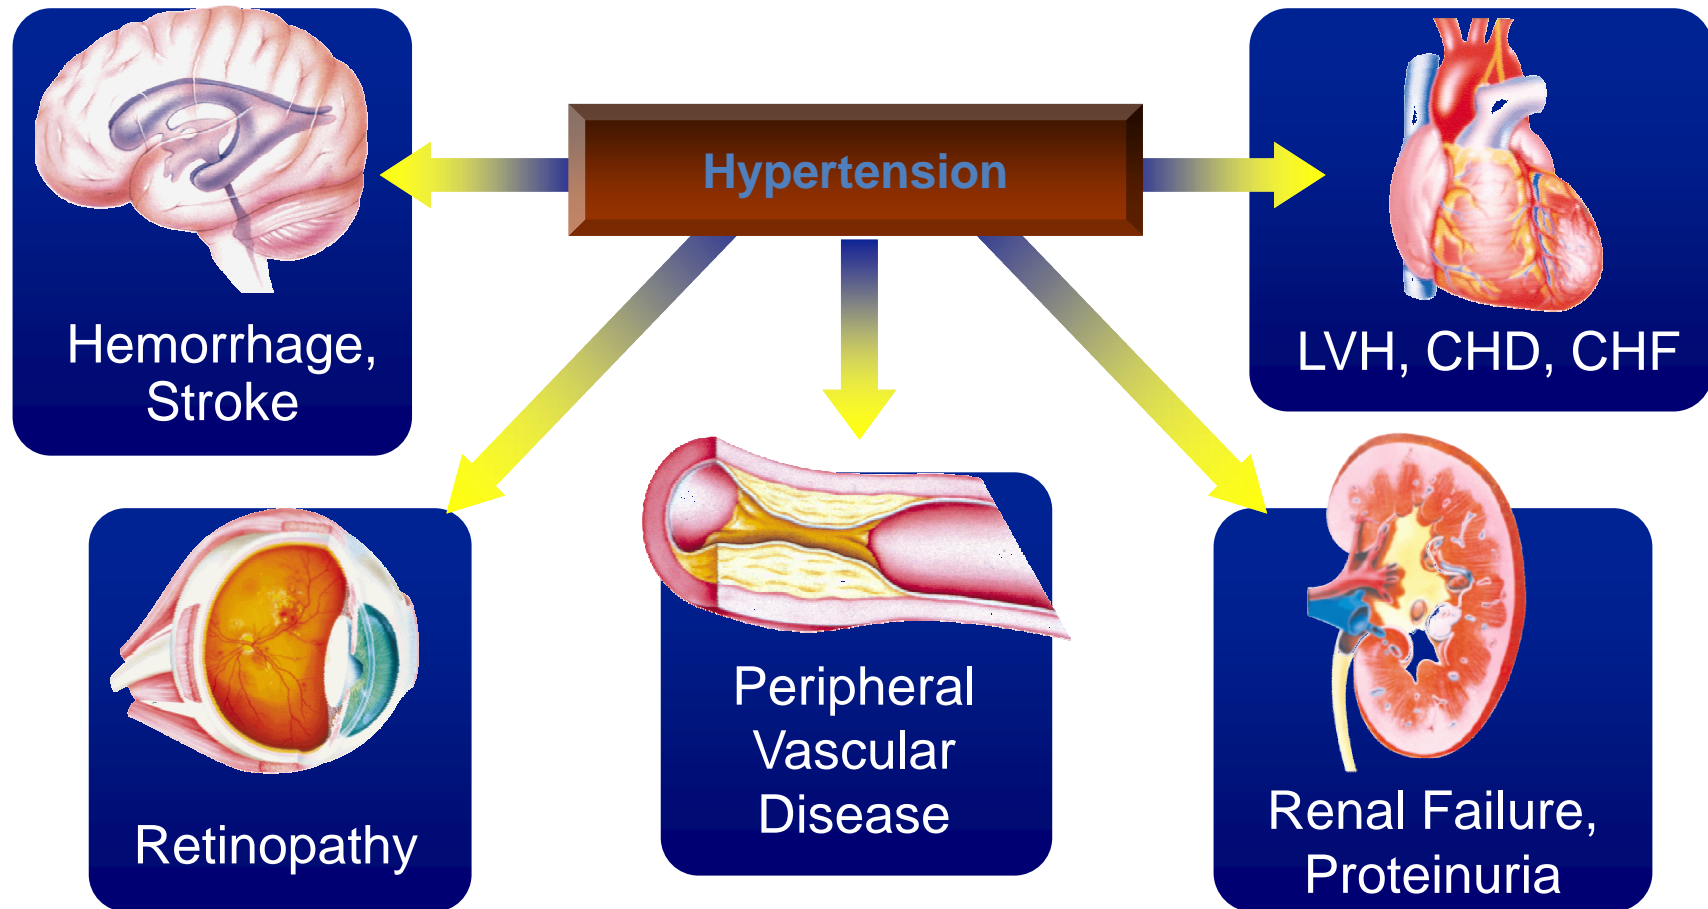 Hypertension
Hemorrhage,
Stroke
LVH, CHD, CHF
Retinopathy
Peripheral
Vascular
Disease
Renal Failure,
Proteinuria